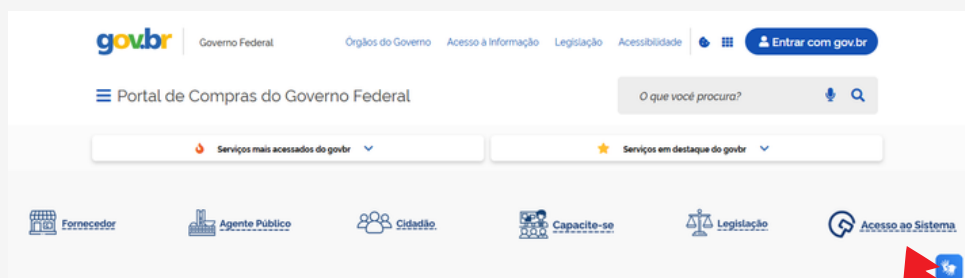 gov.br Governo Federal Órgãos do Governo Acesso à Informação Legislação Acessibilidade Entrar com gov.br
Portal de Compras do Governo Federal O que você procura?
Serviços mais acessados do govbr Serviços em destaque do govbr
Fornecedor Agente Público Cidadão Capacite-se Legislação Acesso ao Sistema